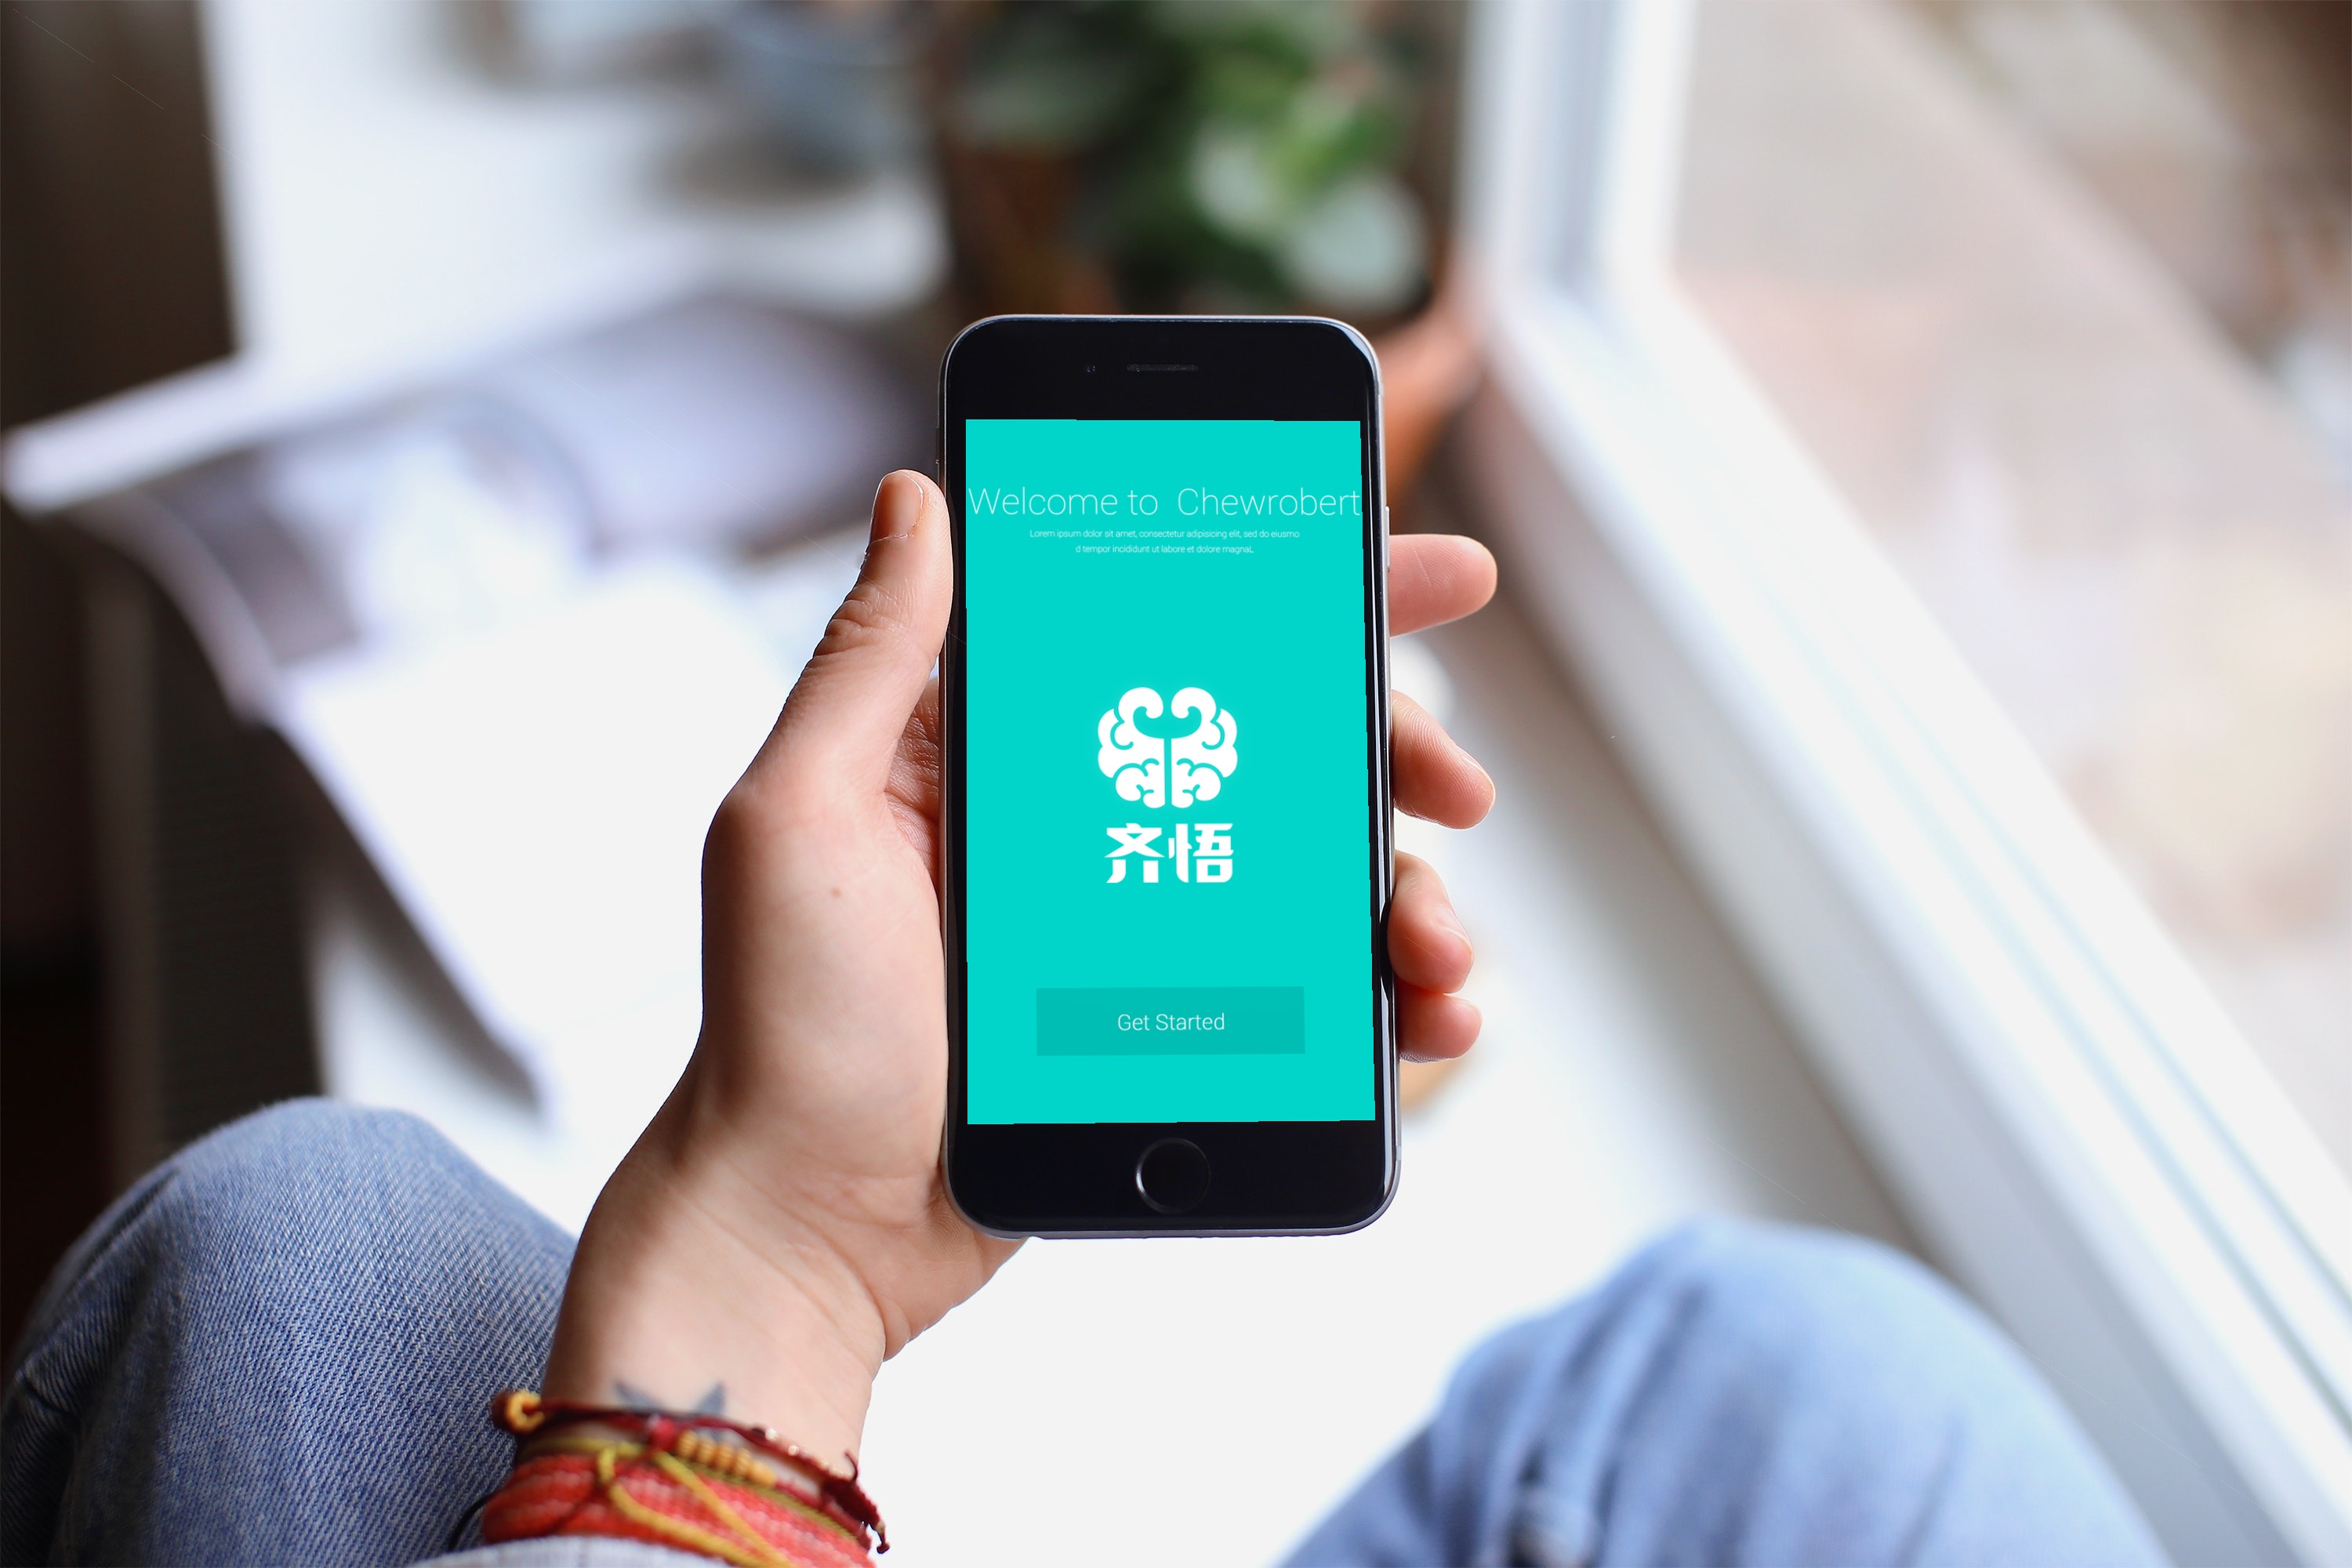 Welcome to Chewrobert
Lorem ipsum dolor sit amet, consectetur adipisicing elit, sed do eiusmo
d tempor incididunt ut labore et dolore magnaL
齐悟
Get Started